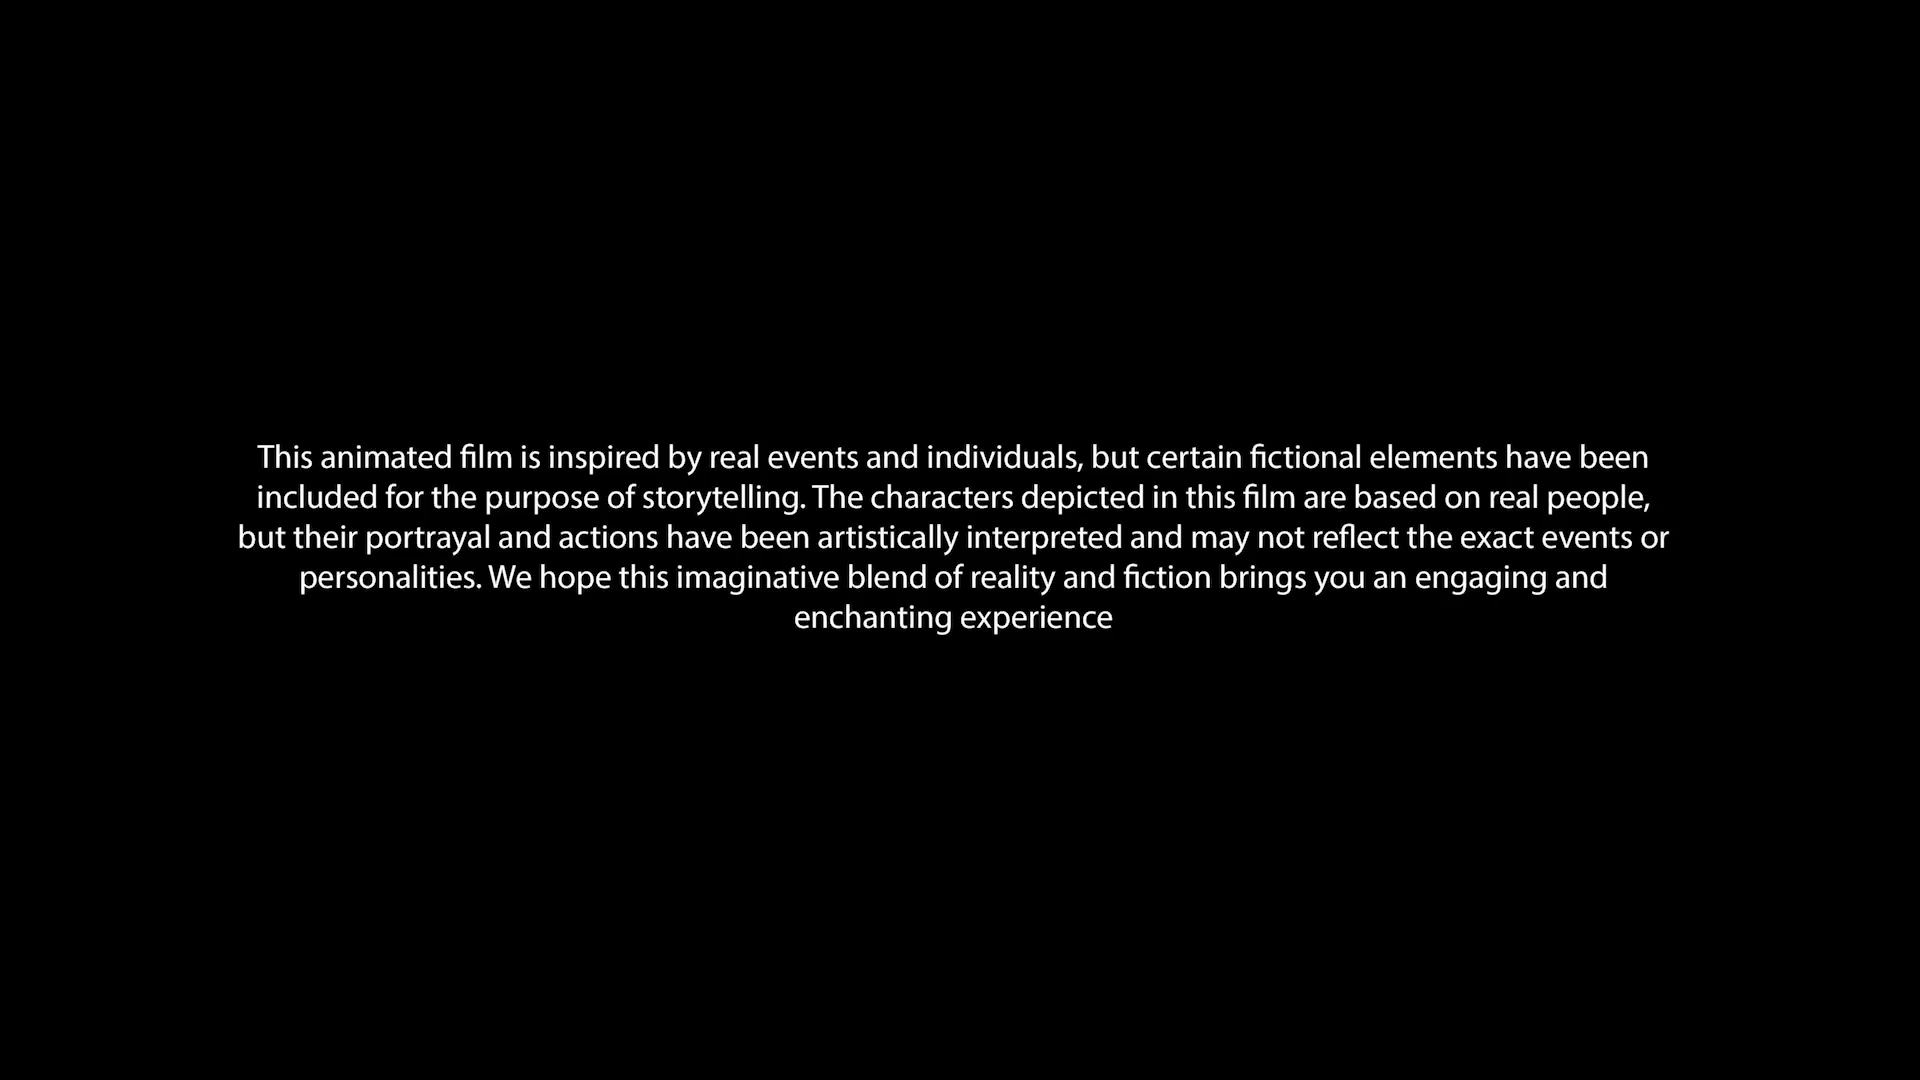 This animated film is inspired by real events and individuals, but certain fictional elements have been
included for the purpose of storytelling. The characters depicted in this film are based on real people,
but their portrayal and actions have been artistically interpreted and may not reflect the exact events or
personalities. We hope this imaginative blend of reality and fiction brings you an engaging and
enchanting experience